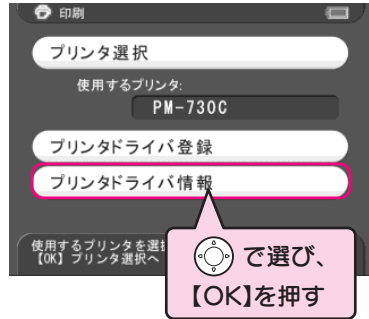 印刷
プリンタ選択
使用するプリンタ:
PM-730C
プリンタドライバ登録
プリンタドライバ情報
使用するプリンタを選
【OK】プリンタ選択へ
で選び、
【OK】を押す